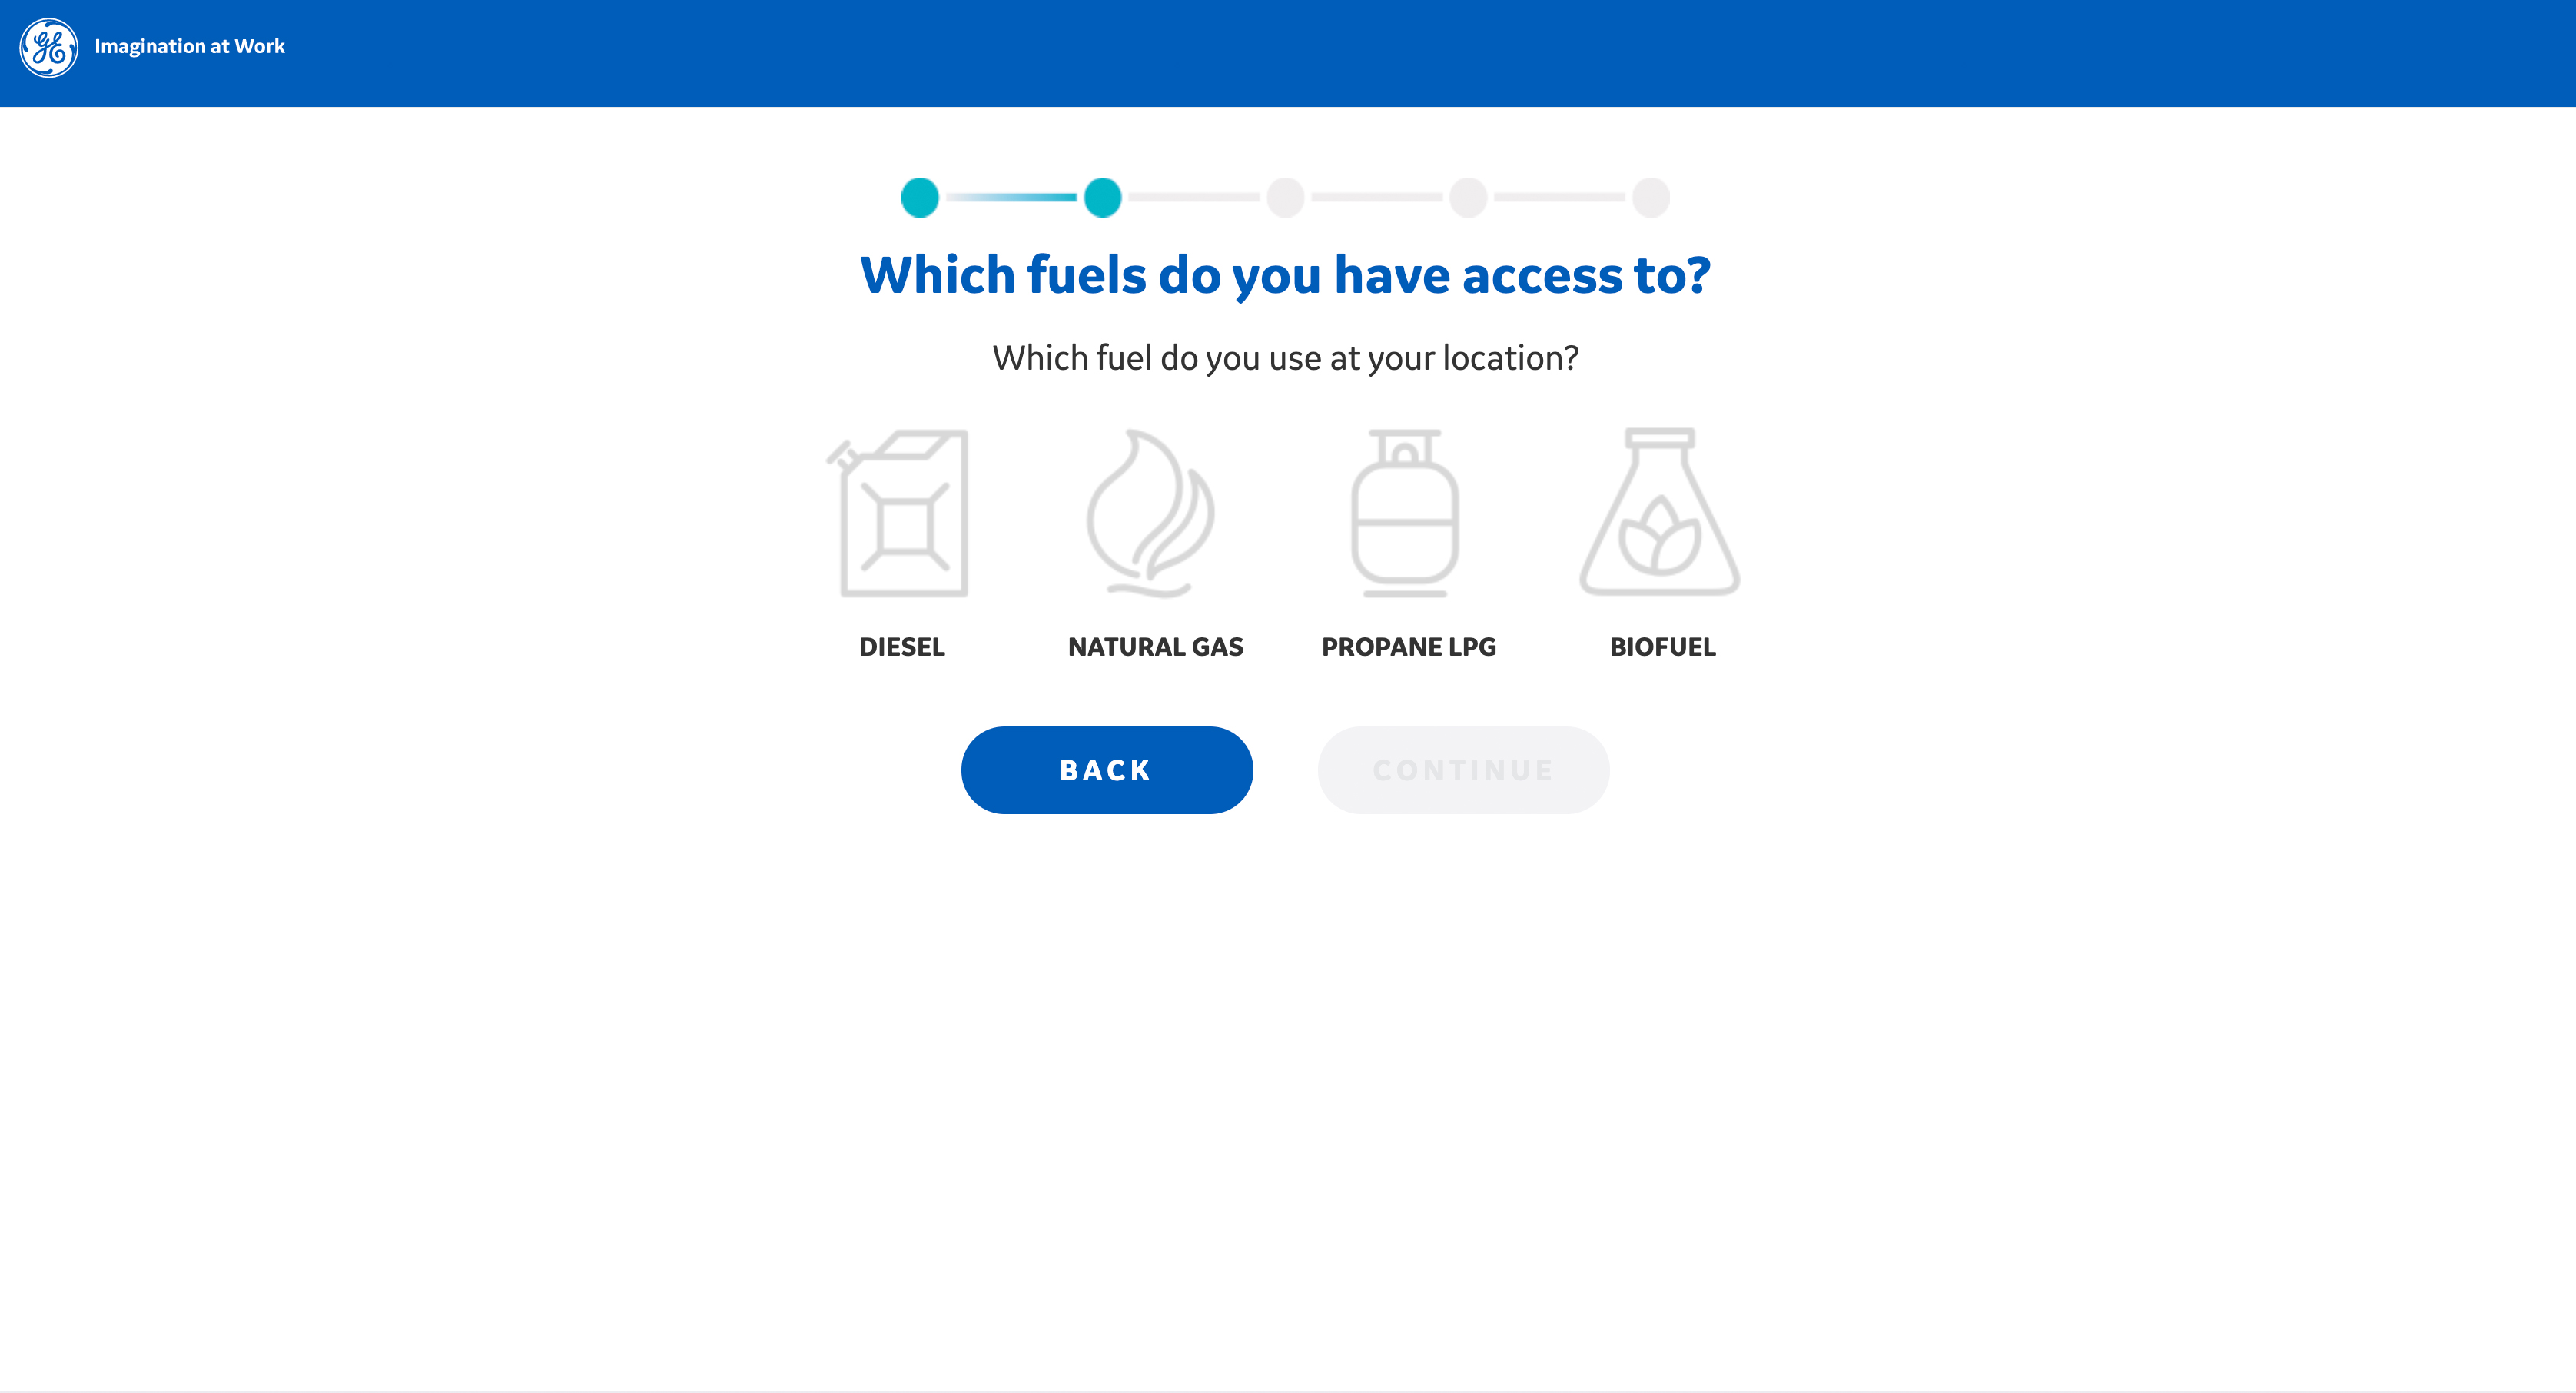 GE
Imagination at Work
Which fuels do you have access to?
Which fuel do you use at your location?
DIESEL
NATURAL GAS
PROPANE LPG
BIOFUEL
BACK
CONTINUE